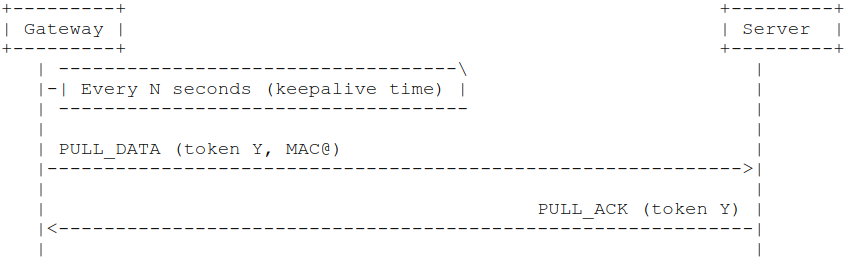 Gateway Server
Every N seconds (keepalive time)
PULL_DATA (token Y, MAC@)
PULL_ACK (token Y)